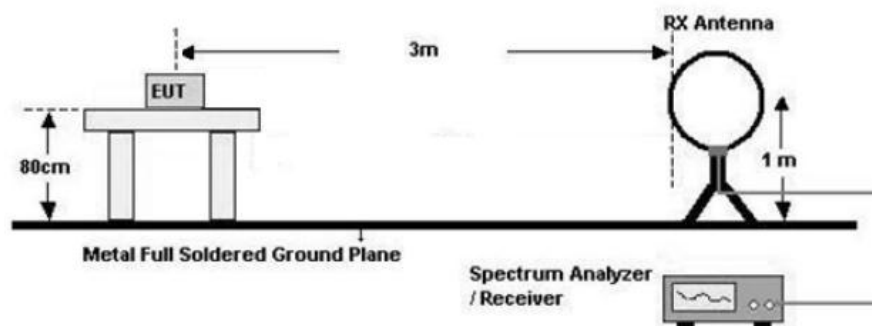 RX Antenna
3m
EUT
80cm
1 m
Metal Full Soldered Ground Plane
Spectrum Analyzer
/ Receiver